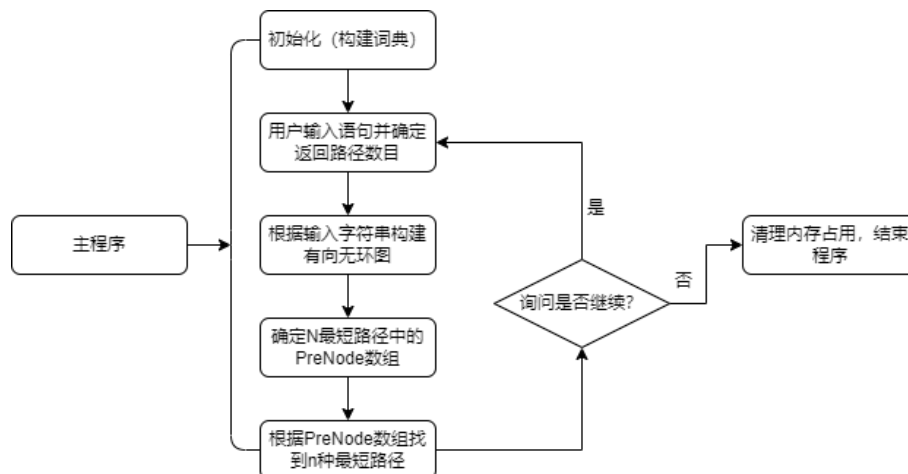 初始化（构建词典）
用户输入语句并确定
返回路径数目
是
主程序
根据输入字符串构建
有向无环图
清理内存占用，结束
程序
否
询问是否继续？
确定N最短路径中的
PreNode数组
根据PreNode数组找
到n种最短路径